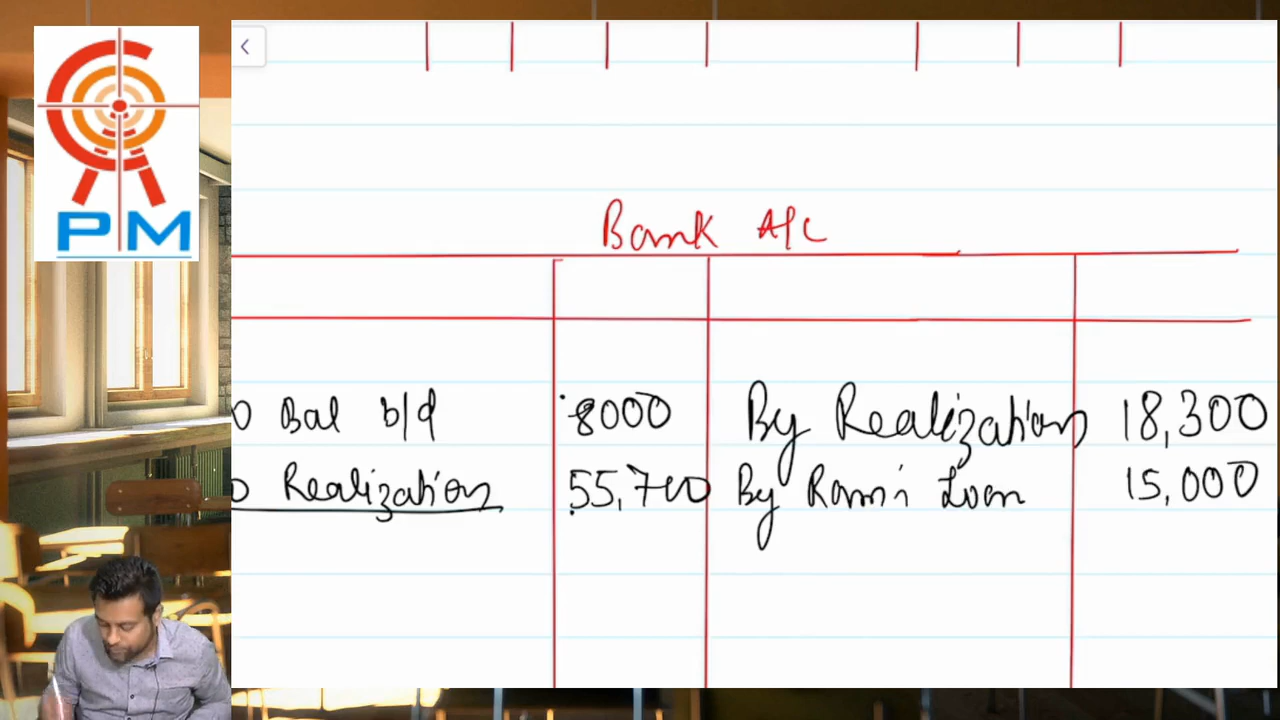 PM
Bank A/C
o Bal b/d 8000 By Realization 18,300
o Realization 55,700 By Ram's Loan 15,000